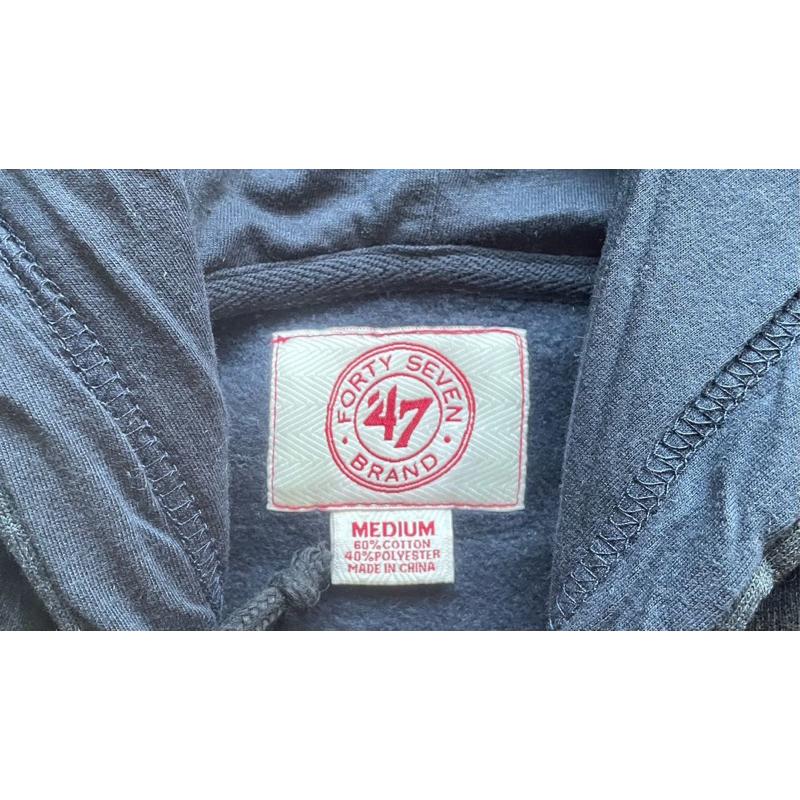 FORTY SEVEN
'47
BRAND
MEDIUM
60%COTTON
40%POLYESTER
MADE IN CHINA